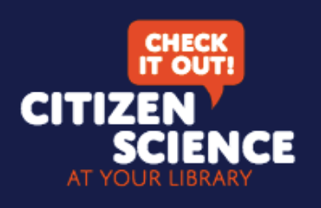 CHECK
IT OUT!
CITIZEN
SCIENCE
AT YOUR LIBRARY